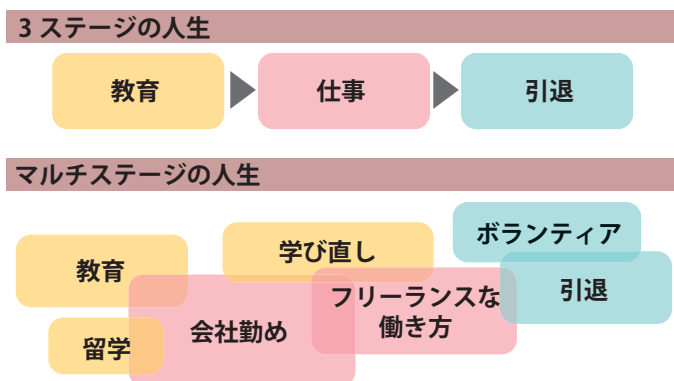 3 ステージの人生
教育
仕事
引退
マルチステージの人生
教育
留学
会社勤め
学び直し
フリーランスな
働き方
ボランティア
引退